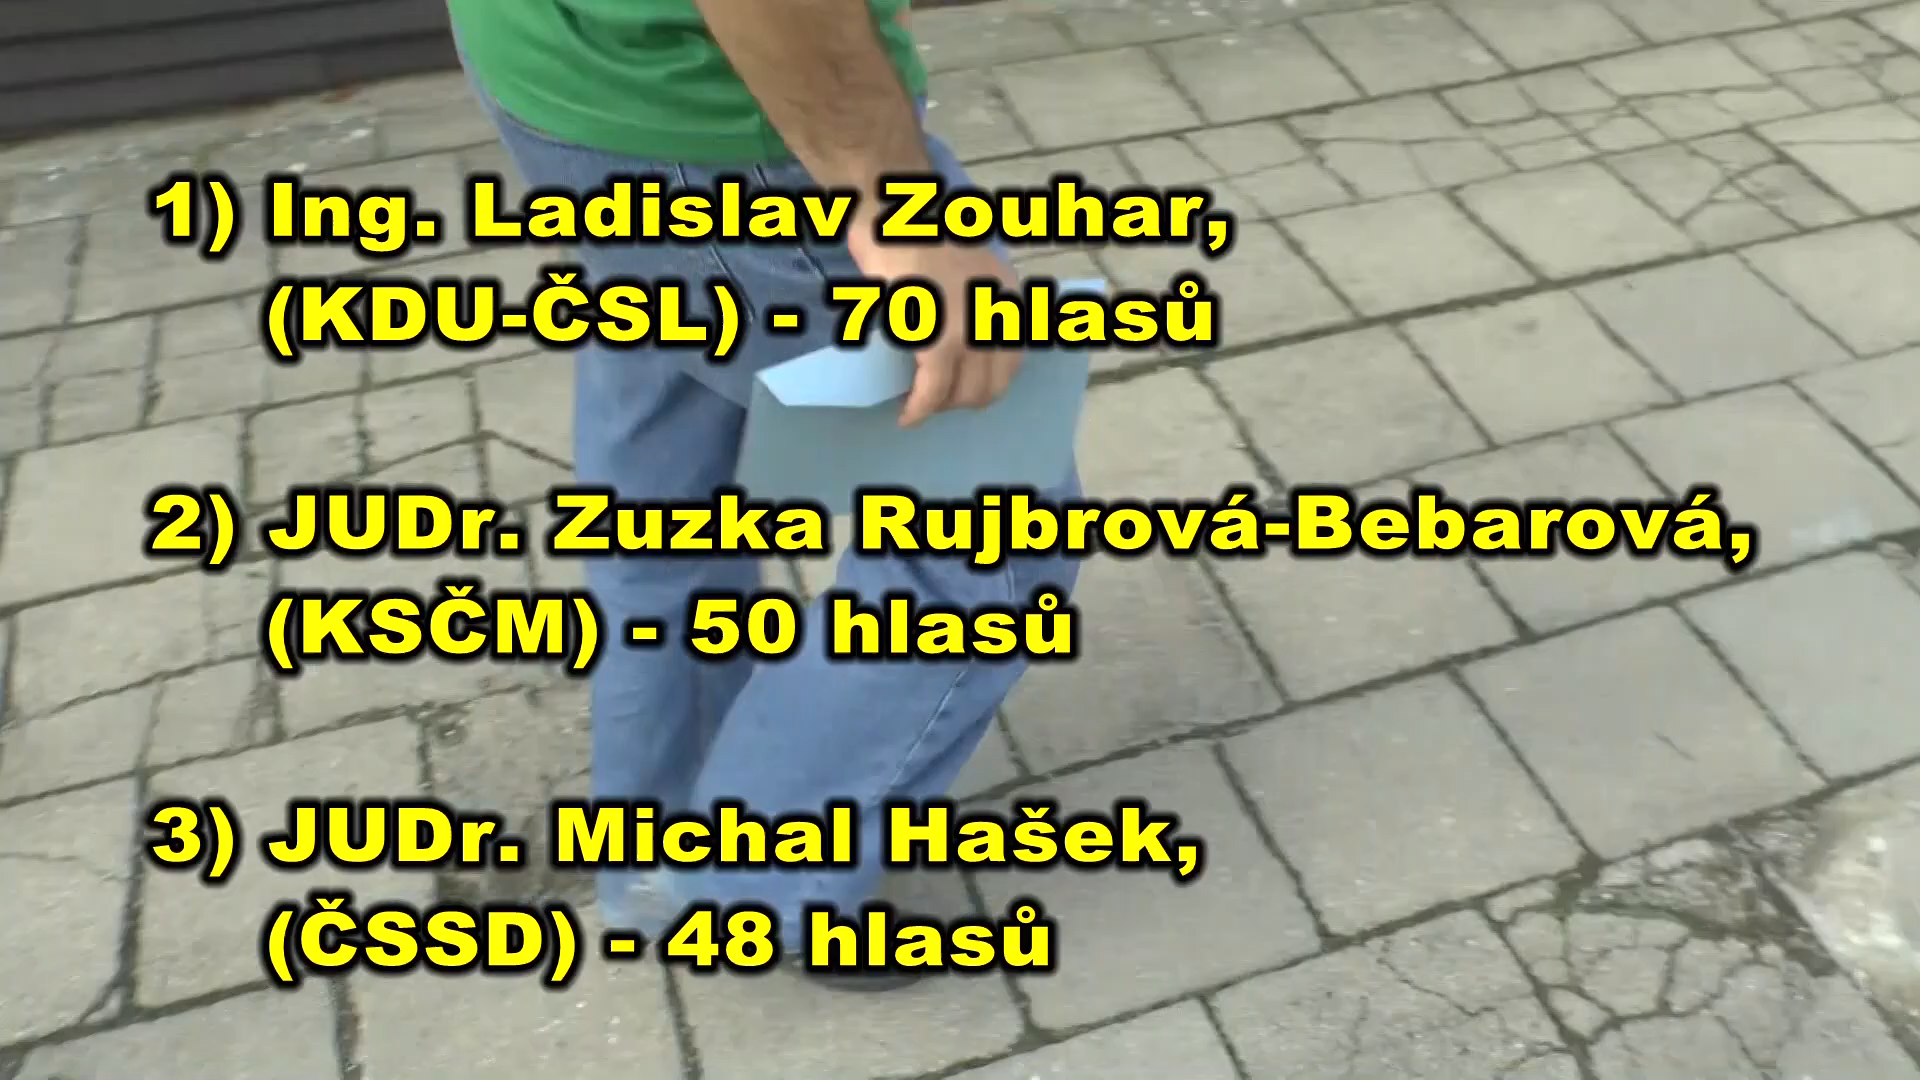 1) Ing. Ladislav Zouhar,
(KDU-ČSL) - 70 hlasů
2) JUDr. Zuzka Rujbrová-Bebarová,
(KSČM) - 50 hlasů
3) JUDr. Michal Hašek,
(ČSSD) - 48 hlasů